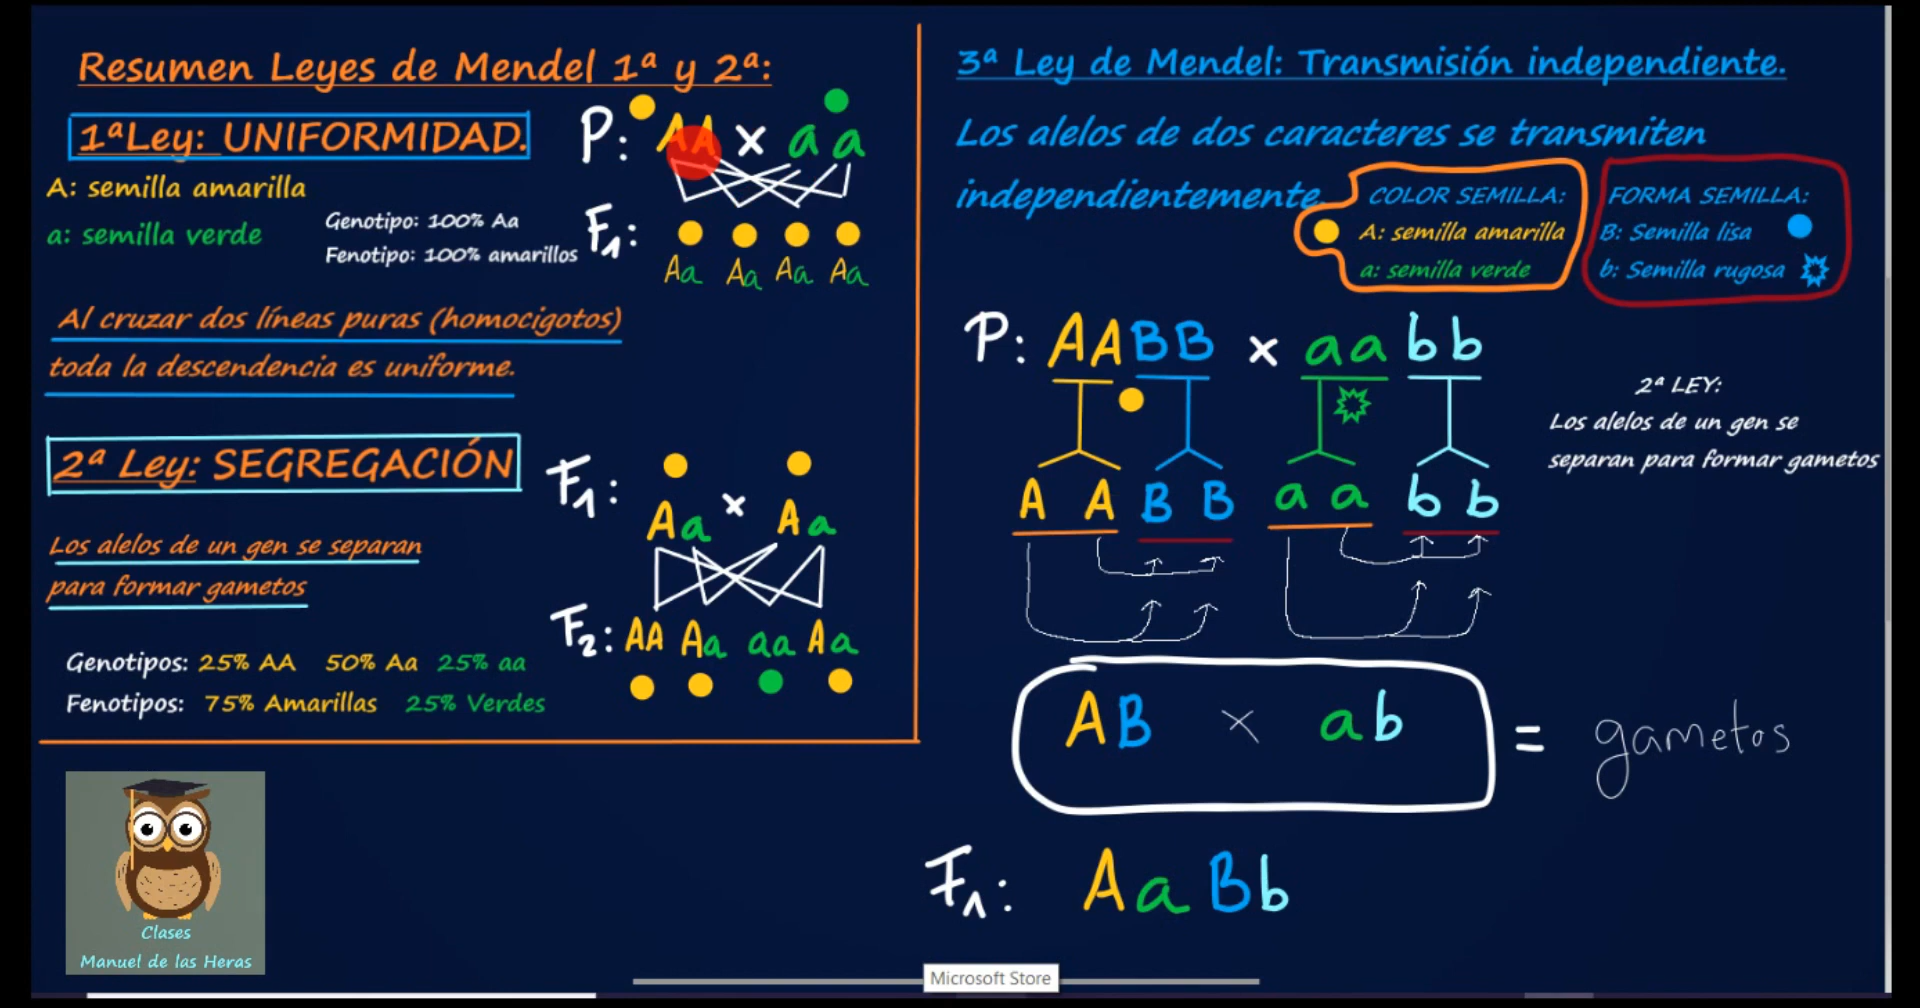 Resumen Leyes de Mendel 1ª y 2ª:
1ªLey: UNIFORMIDAD.
P: AA x aa
A: semilla amarilla
a: semilla verde
Genotipo: 100% Aa
Fenotipo: 100% amarillos
F1:
Aa Aa Aa Aa
Al cruzar dos líneas puras (homocigotos)
toda la descendencia es uniforme.
2ª Ley: SEGREGACIÓN
F1:
Aa x Aa
Los alelos de un gen se separan
para formar gametos
F2: AA Aa aa Aa
Genotipos: 25% AA 50% Aa 25% aa
Fenotipos: 75% Amarillas 25% Verdes
Clases
Manuel de las Heras
3ª Ley de Mendel: Transmisión independiente.
Los alelos de dos caracteres se transmiten
independientemente.
COLOR SEMILLA:
A: semilla amarilla
a: semilla verde
FORMA SEMILLA:
B: Semilla lisa
b: Semilla rugosa
P: AABB x aabb
2ª LEY:
Los alelos de un gen se
separan para formar gametos
A A B B a a b b
AB x ab = gametos
F1: AaBb
Microsoft Store